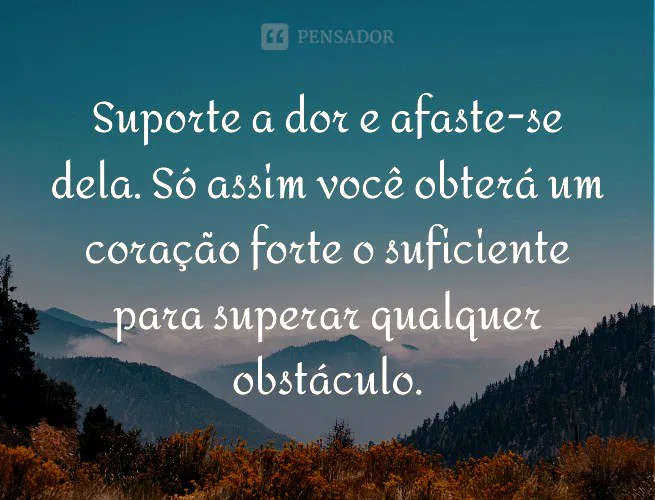 PENSADOR
Suporte a dor e afaste-se
dela. Só assim você obterá um
coração forte o suficiente
para superar qualquer
obstáculo.